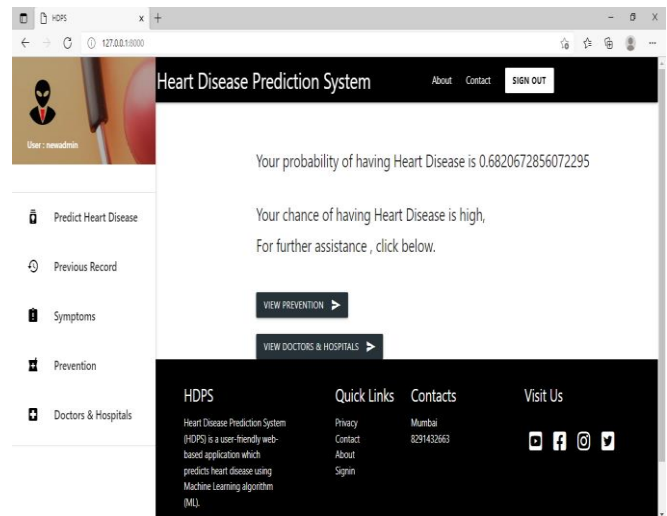 HDPS
127.0.0.1:8000
User : newadmin
Predict Heart Disease
Previous Record
Symptoms
Prevention
Doctors & Hospitals
Heart Disease Prediction System
About
Contact
SIGN OUT
Your probability of having Heart Disease is 0.6820672856072295
Your chance of having Heart Disease is high,
For further assistance , click below.
VIEW PREVENTION
VIEW DOCTORS & HOSPITALS
HDPS
Heart Disease Prediction System
(HDPS) is a user-friendly web-
based application which
predicts heart disease using
Machine Learning algorithm
(ML).
Quick Links
Privacy
Contact
About
Signin
Contacts
Mumbai
8291432663
Visit Us